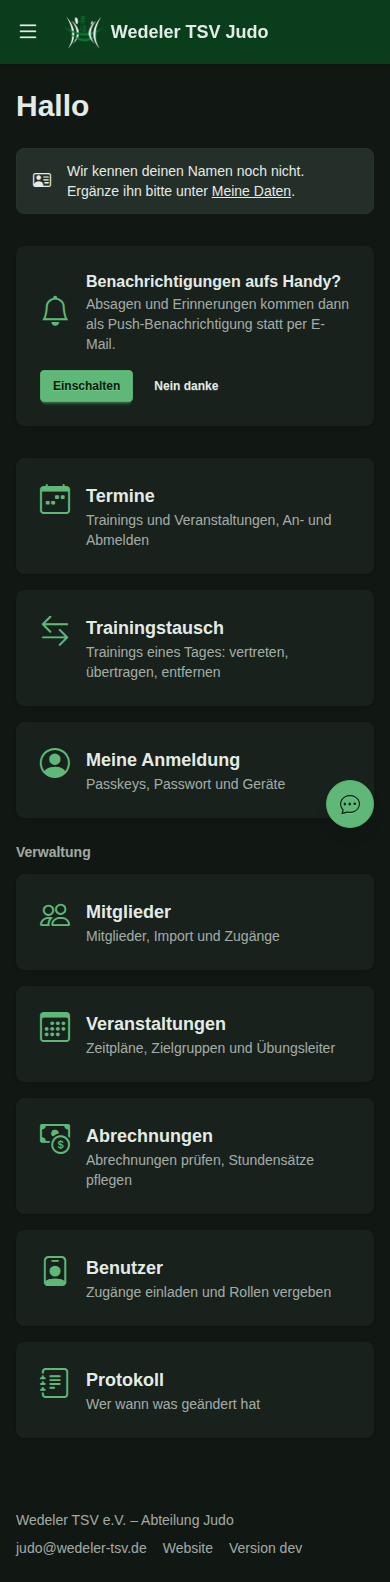 Wedeler TSV Judo
Hallo
Wir kennen deinen Namen noch nicht.
Ergänze ihn bitte unter Meine Daten.
Benachrichtigungen aufs Handy?
Absagen und Erinnerungen kommen dann
als Push-Benachrichtigung statt per E-
Mail.
Einschalten Nein danke
Termine
Trainings und Veranstaltungen, An- und
Abmelden
Trainingstausch
Trainings eines Tages: vertreten,
übertragen, entfernen
Meine Anmeldung
Passkeys, Passwort und Geräte
Verwaltung
Mitglieder
Mitglieder, Import und Zugänge
Veranstaltungen
Zeitpläne, Zielgruppen und Übungsleiter
Abrechnungen
Abrechnungen prüfen, Stundensätze
pflegen
Benutzer
Zugänge einladen und Rollen vergeben
Protokoll
Wer wann was geändert hat
Wedeler TSV e.V. – Abteilung Judo
judo@wedeler-tsv.de Website Version dev